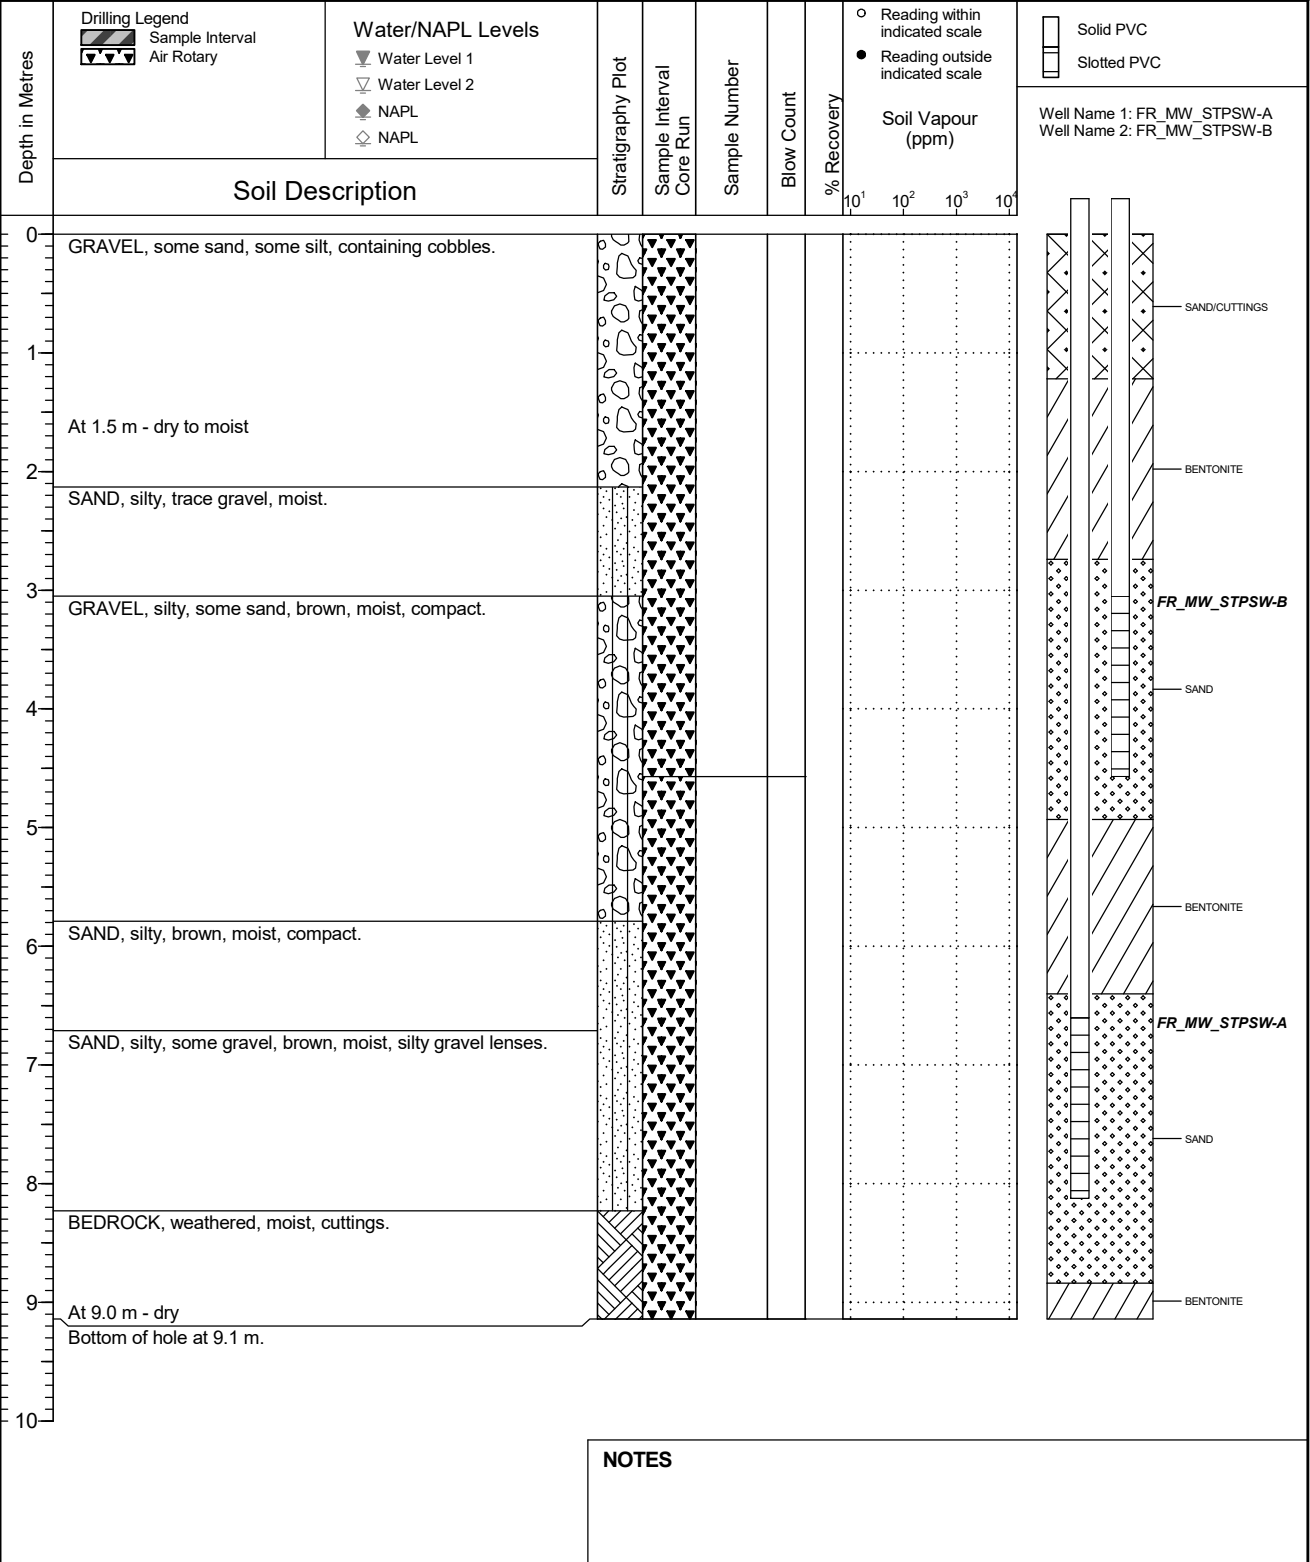 Depth in Metres
Drilling Legend
Sample Interval
Air Rotary
Water/NAPL Levels
Water Level 1
Water Level 2
NAPL
NAPL
Soil Description
Stratigraphy Plot
Sample Interval
Core Run
Sample Number
Blow Count
% Recovery
Reading within
indicated scale
Reading outside
indicated scale
Soil Vapour
(ppm)
10¹ 10² 10³ 10⁴
Solid PVC
Slotted PVC
Well Name 1: FR_MW_STPSW-A
Well Name 2: FR_MW_STPSW-B
0
GRAVEL, some sand, some silt, containing cobbles.
SAND/CUTTINGS
1
At 1.5 m - dry to moist
2
BENTONITE
SAND, silty, trace gravel, moist.
3
FR_MW_STPSW-B
GRAVEL, silty, some sand, brown, moist, compact.
SAND
4
5
BENTONITE
SAND, silty, brown, moist, compact.
6
FR_MW_STPSW-A
SAND, silty, some gravel, brown, moist, silty gravel lenses.
7
SAND
8
BEDROCK, weathered, moist, cuttings.
9
BENTONITE
At 9.0 m - dry
Bottom of hole at 9.1 m.
10
NOTES